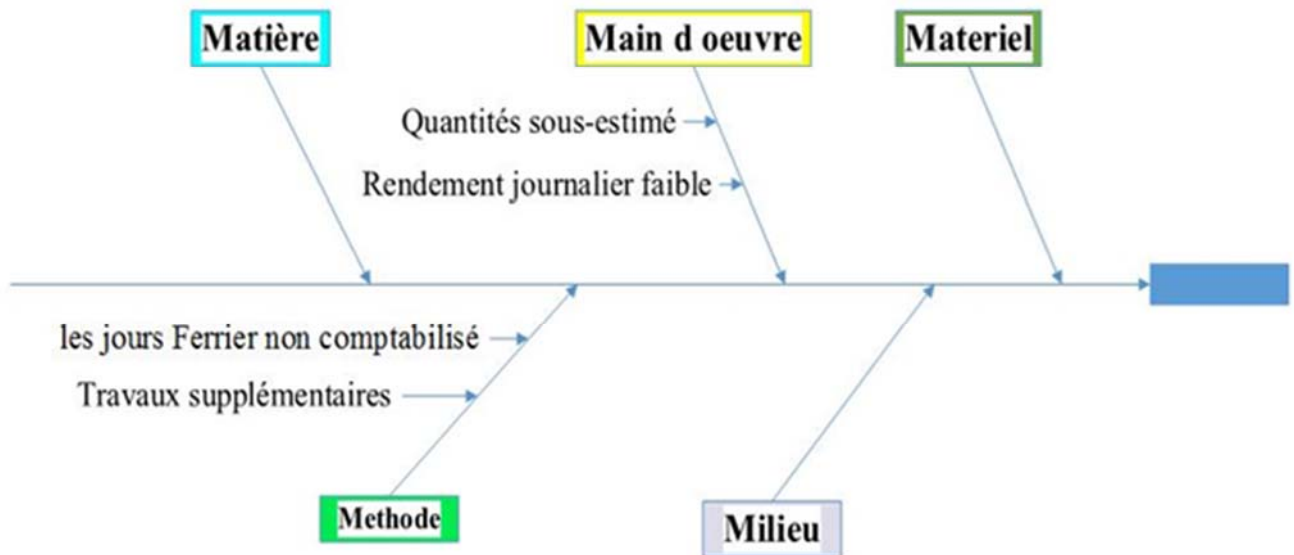 Matière
Main d oeuvre
Materiel
Quantités sous-estimé
Rendement journalier faible
les jours Ferrier non comptabilisé
Travaux supplémentaires
Methode
Milieu